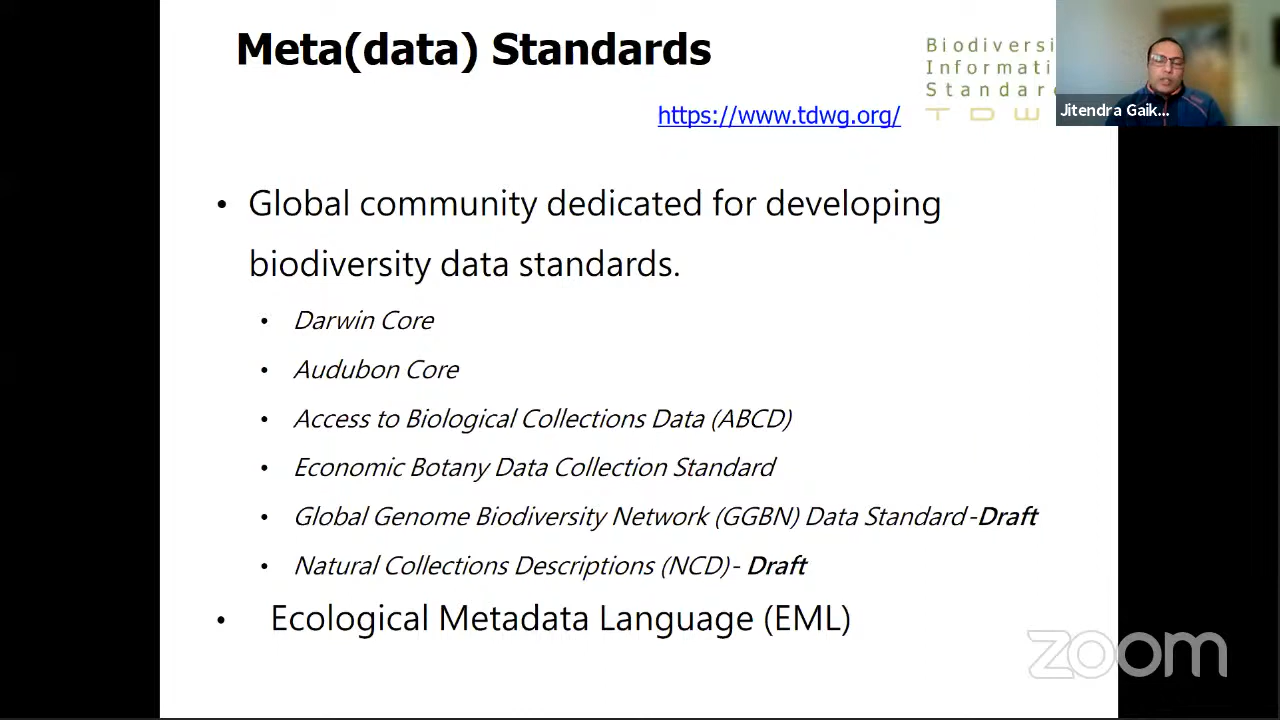 Meta(data) Standards
Biodiversi
Informati
Standard
TDW
Jitendra Gaik...
https://www.tdwg.org/
• Global community dedicated for developing
biodiversity data standards.
• Darwin Core
• Audubon Core
• Access to Biological Collections Data (ABCD)
• Economic Botany Data Collection Standard
• Global Genome Biodiversity Network (GGBN) Data Standard-Draft
• Natural Collections Descriptions (NCD)- Draft
• Ecological Metadata Language (EML)
zoom